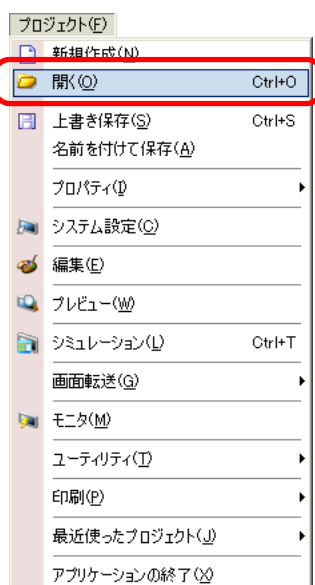 プロジェクト(F)
新規作成(N)
開く(O) Ctrl+O
上書き保存(S) Ctrl+S
名前を付けて保存(A)
プロパティ(I)
システム設定(C)
編集(E)
プレビュー(W)
シミュレーション(L) Ctrl+T
画面転送(G)
モニタ(M)
ユーティリティ(T)
印刷(P)
最近使ったプロジェクト(J)
アプリケーションの終了(X)